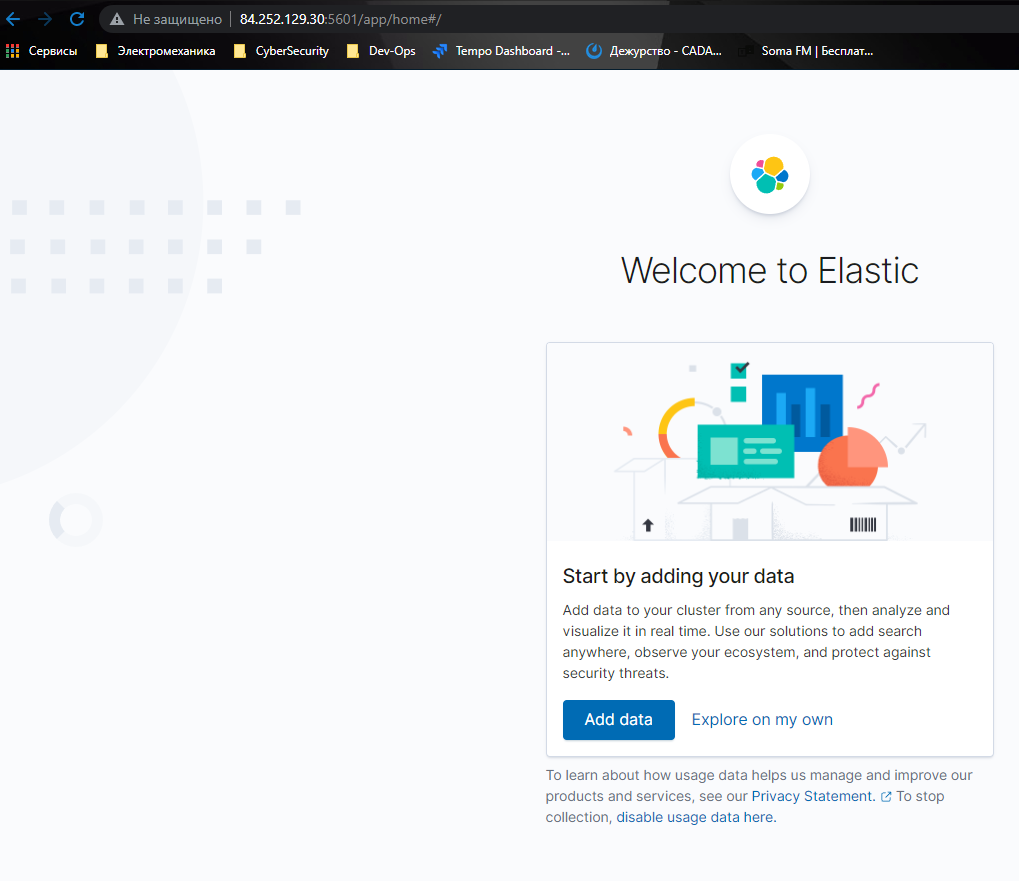 Не защищено 84.252.129.30:5601/app/home#/
Сервисы Электромеханика CyberSecurity Dev-Ops Tempo Dashboard -... Дежурство - CADA... Soma FM | Бесплат...
Welcome to Elastic
Start by adding your data
Add data to your cluster from any source, then analyze and
visualize it in real time. Use our solutions to add search
anywhere, observe your ecosystem, and protect against
security threats.
Add data Explore on my own
To learn about how usage data helps us manage and improve our
products and services, see our Privacy Statement. To stop
collection, disable usage data here.